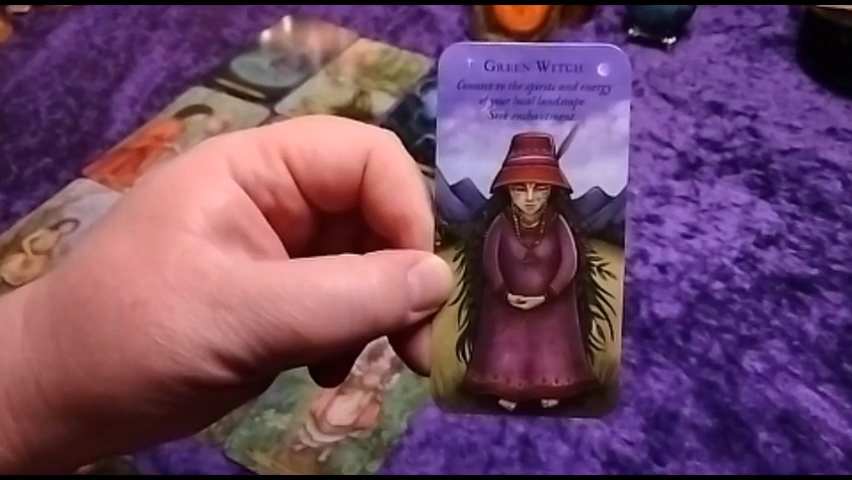 GREEN WITCH
Connect to the spirits and energy
of your local landscape.
Seek enchantment.